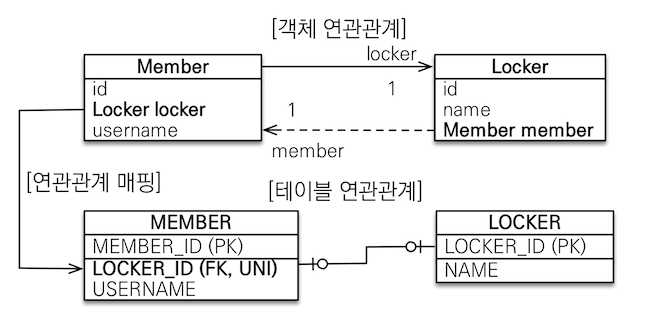 [객체 연관관계]
locker
Member
Locker
id
Locker locker
username
1
1
id
name
Member member
member
[연관관계 매핑]
[테이블 연관관계]
MEMBER
MEMBER_ID (PK)
LOCKER_ID (FK, UNI)
USERNAME
LOCKER
LOCKER_ID (PK)
NAME